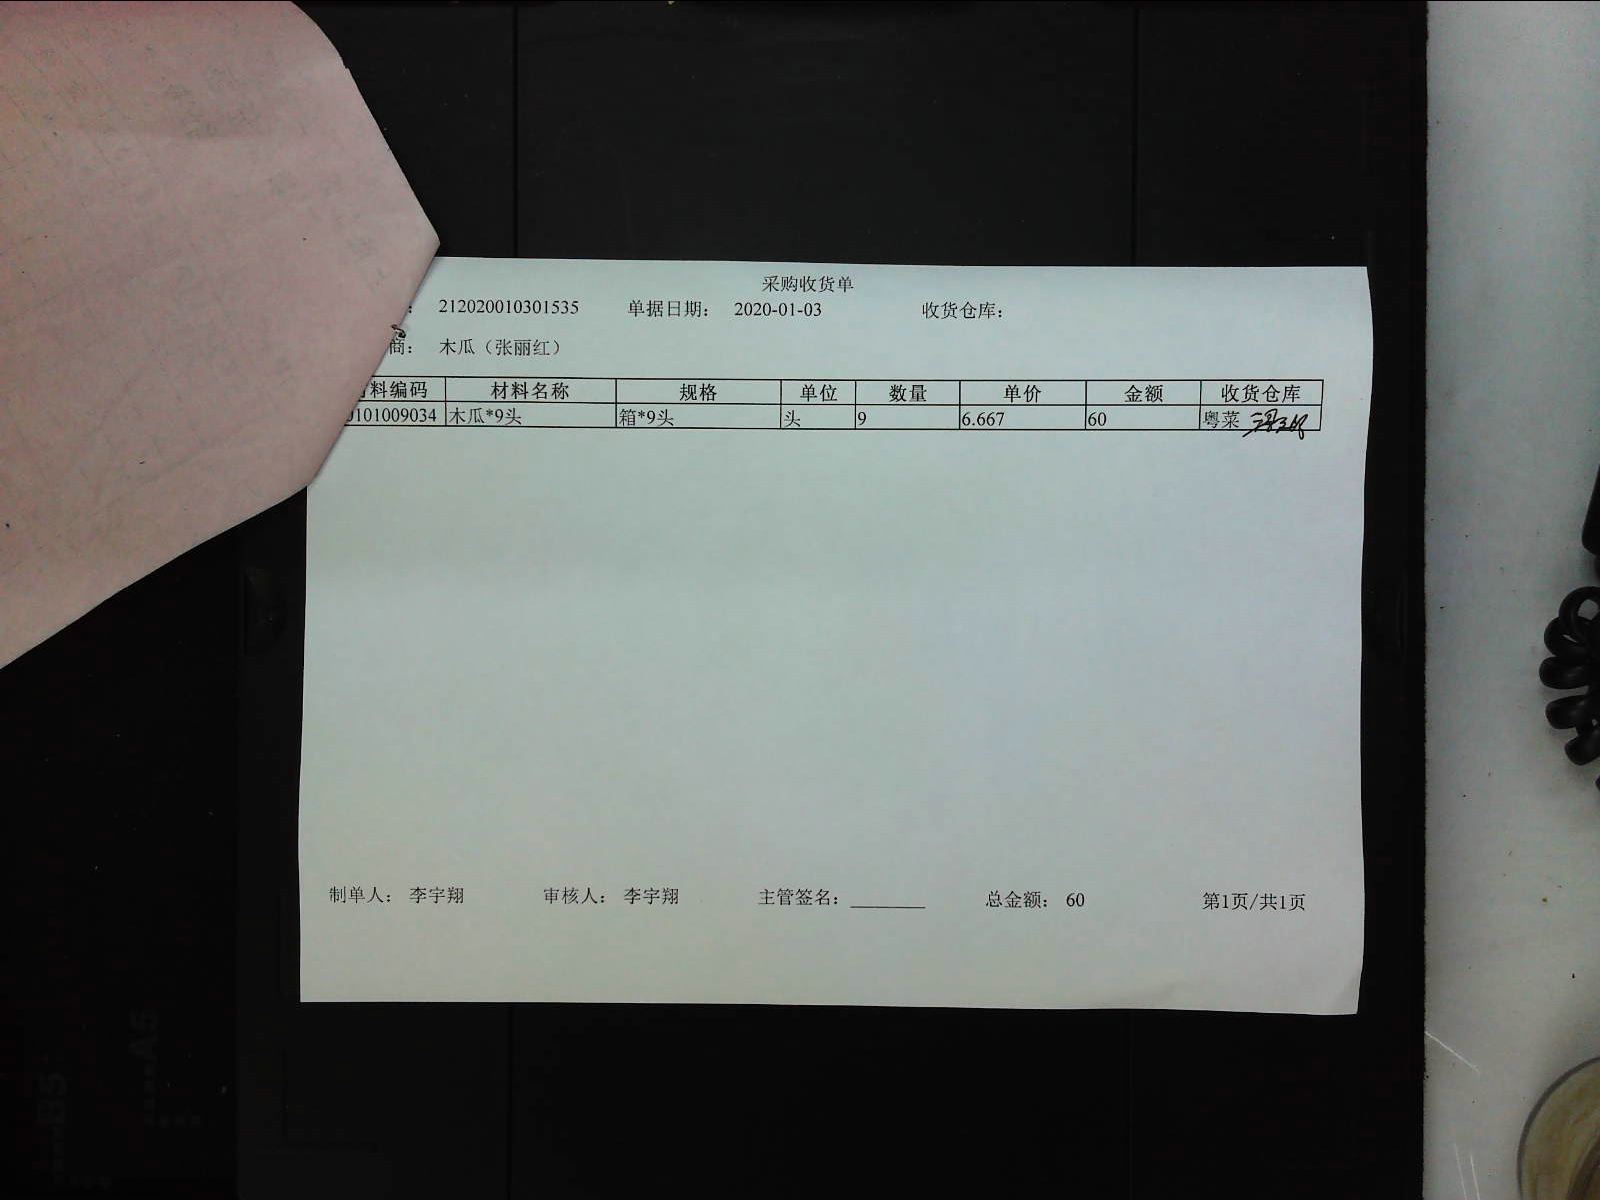 采购收货单
： 212020010301535 单据日期： 2020-01-03 收货仓库：
商： 木瓜（张丽红）
料编码 材料名称 规格 单位 数量 单价 金额 收货仓库
0101009034 木瓜*9头 箱*9头 头 9 6.667 60 粤菜
制单人： 李宇翔 审核人： 李宇翔 主管签名： 总金额： 60 第1页/共1页
A5
B5